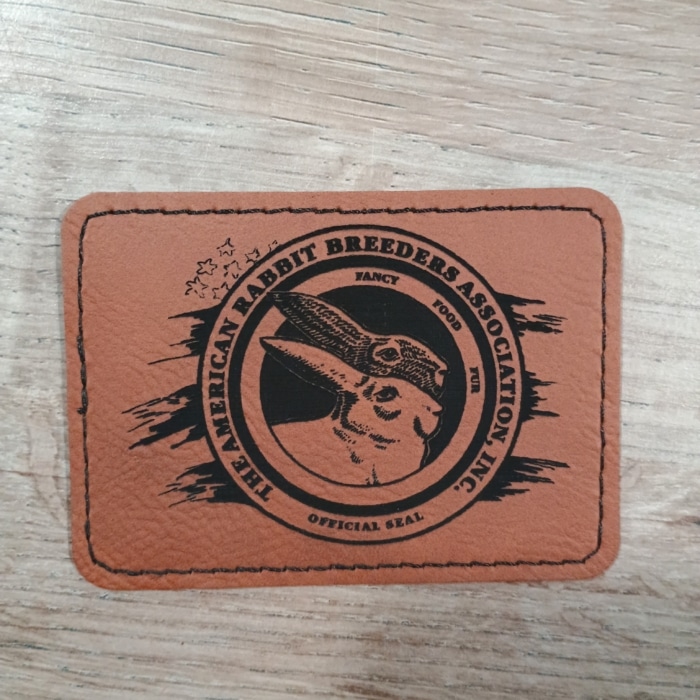 THE AMERICAN RABBIT BREEDERS ASSOCIATION, INC.
FANCY FOOD FUR
OFFICIAL SEAL